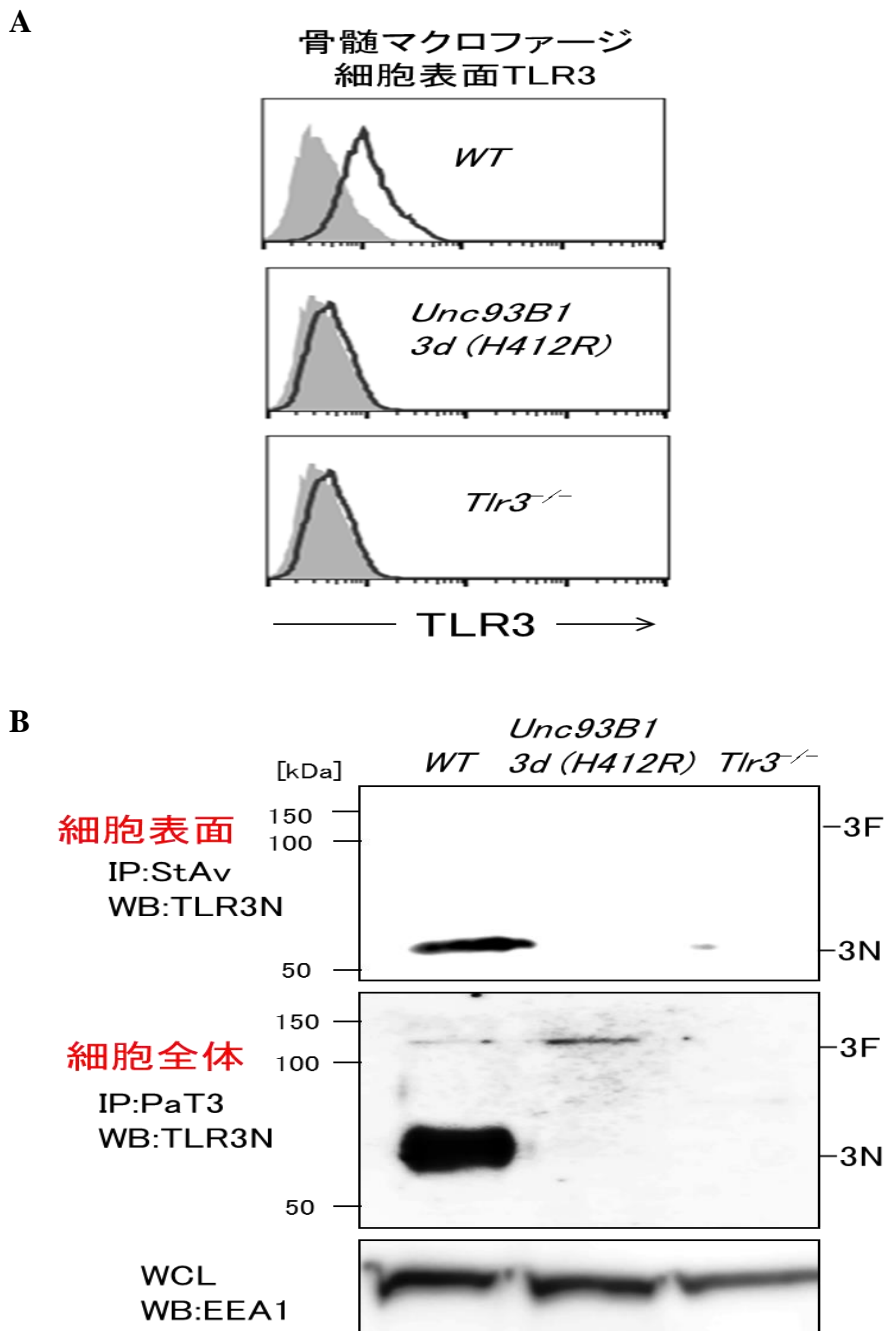 A
骨髄マクロファージ
細胞表面TLR3
WT
Unc93B1
3d (H412R)
Tlr3-/-
TLR3
B
[kDa]
WT
Unc93B1
3d (H412R)
Tlr3-/-
細胞表面
IP:StAv
WB:TLR3N
150
100
50
3F
3N
細胞全体
IP:PaT3
WB:TLR3N
150
100
50
3F
3N
WCL
WB:EEA1